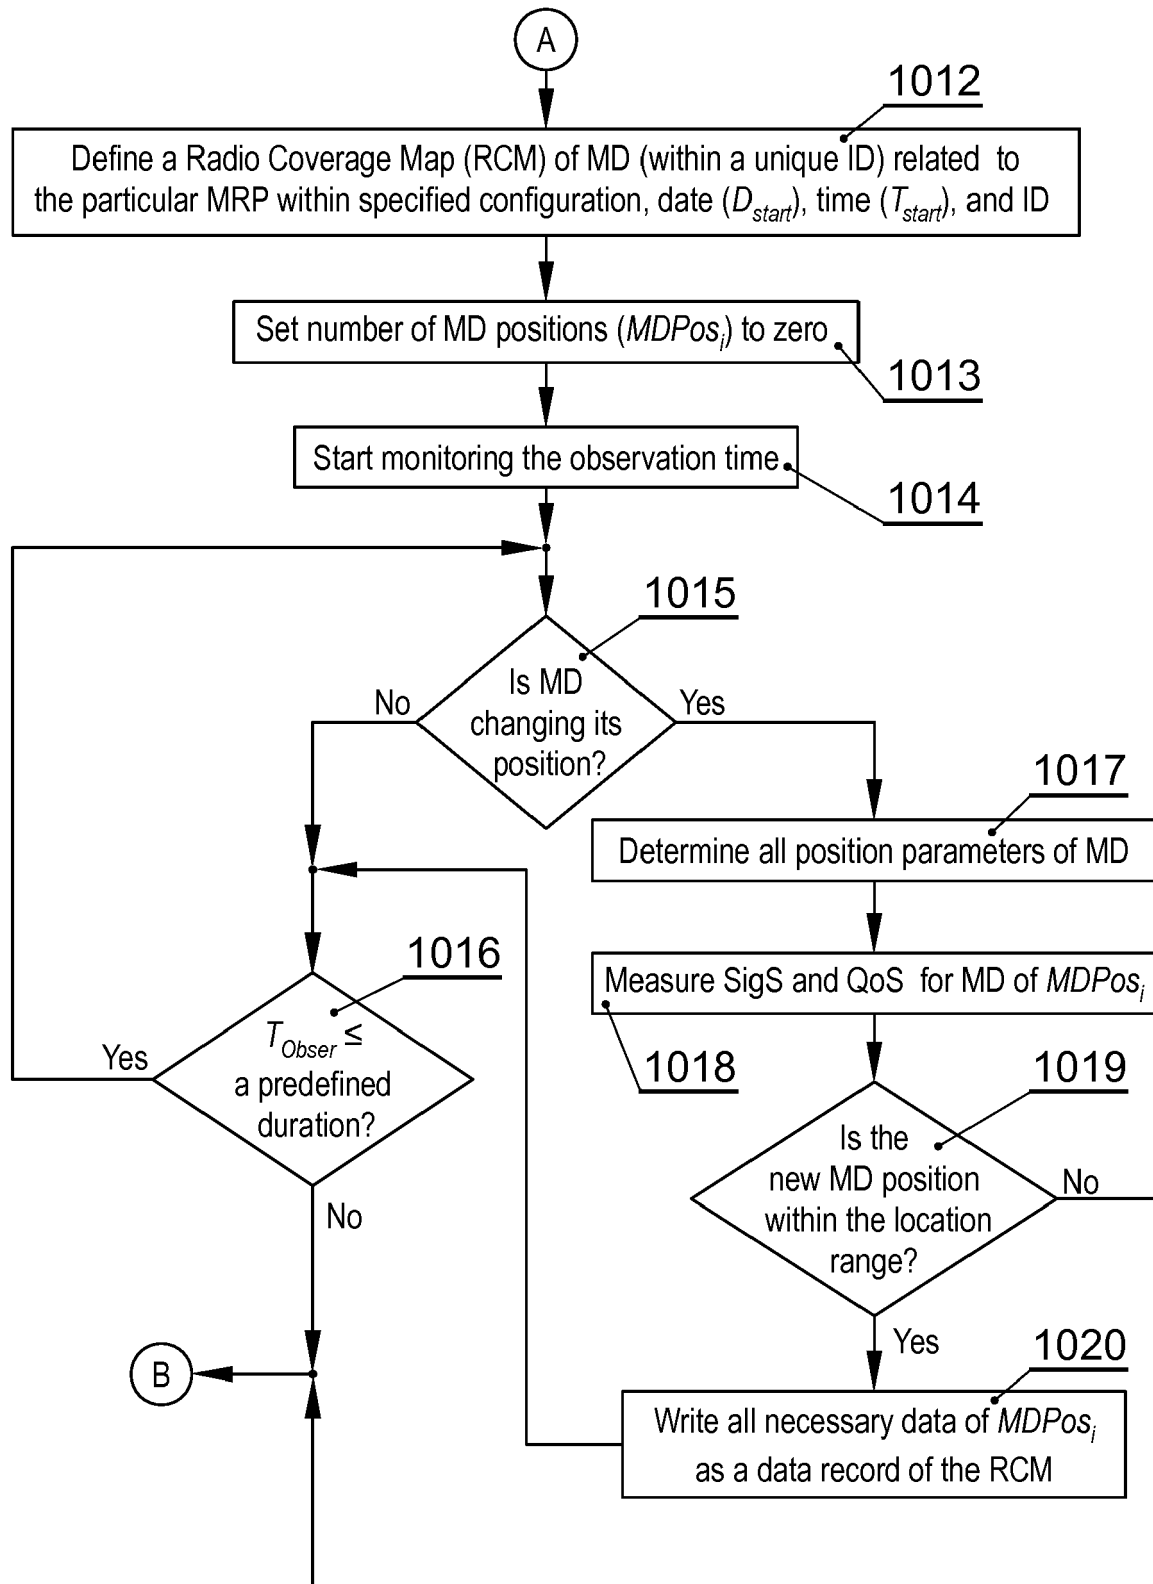 A
1012
Define a Radio Coverage Map (RCM) of MD (within a unique ID) related to
the particular MRP within specified configuration, date (Dstart), time (Tstart), and ID
Set number of MD positions (MDPosi) to zero
1013
Start monitoring the observation time
1014
1015
Is MD
changing its
position?
No
Yes
1017
Determine all position parameters of MD
1016
TObser ≤
a predefined
duration?
Yes
No
Measure SigS and QoS for MD of MDPosi
1018
1019
Is the
new MD position
within the location
range?
No
Yes
B
1020
Write all necessary data of MDPosi
as a data record of the RCM